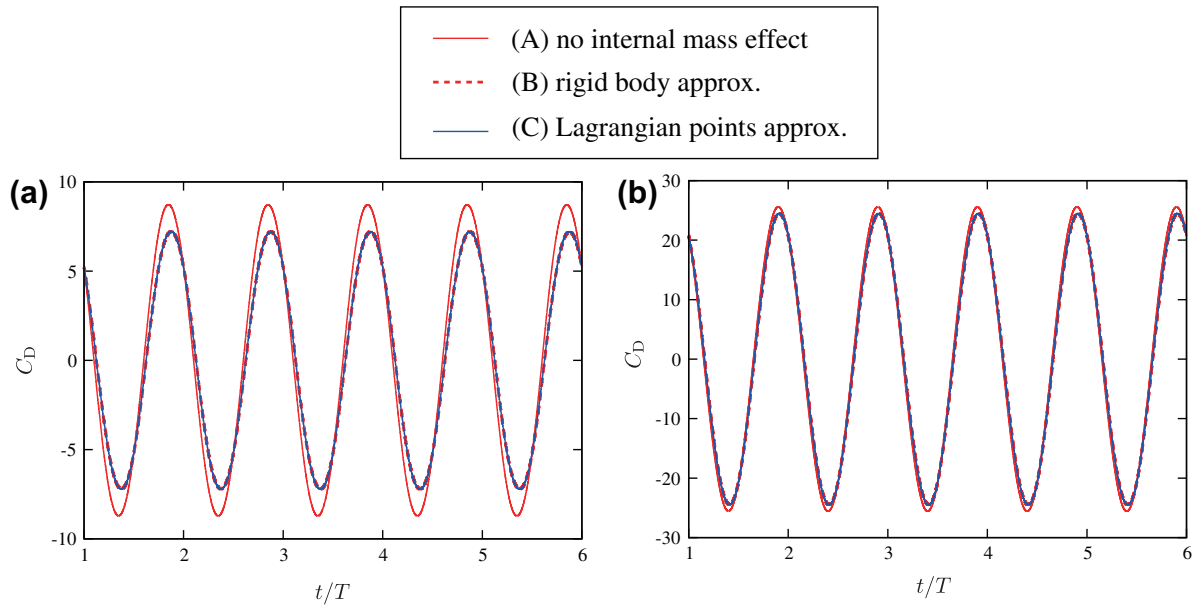 (A) no internal mass effect
(B) rigid body approx.
(C) Lagrangian points approx.
(a)
10
5
0
-5
-10
C_D
1 2 3 4 5 6
t/T
(b)
30
20
10
0
-10
-20
-30
C_D
1 2 3 4 5 6
t/T